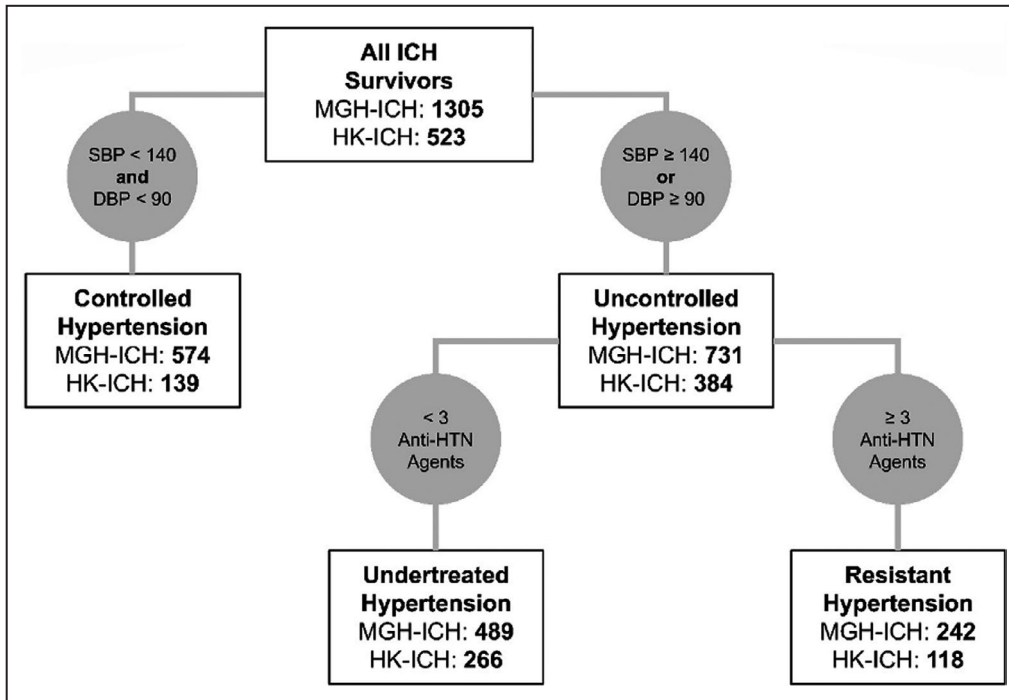 All ICH
Survivors
MGH-ICH: 1305
HK-ICH: 523
SBP < 140
and
DBP < 90
SBP ≥ 140
or
DBP ≥ 90
Controlled
Hypertension
MGH-ICH: 574
HK-ICH: 139
Uncontrolled
Hypertension
MGH-ICH: 731
HK-ICH: 384
< 3
Anti-HTN
Agents
≥ 3
Anti-HTN
Agents
Undertreated
Hypertension
MGH-ICH: 489
HK-ICH: 266
Resistant
Hypertension
MGH-ICH: 242
HK-ICH: 118